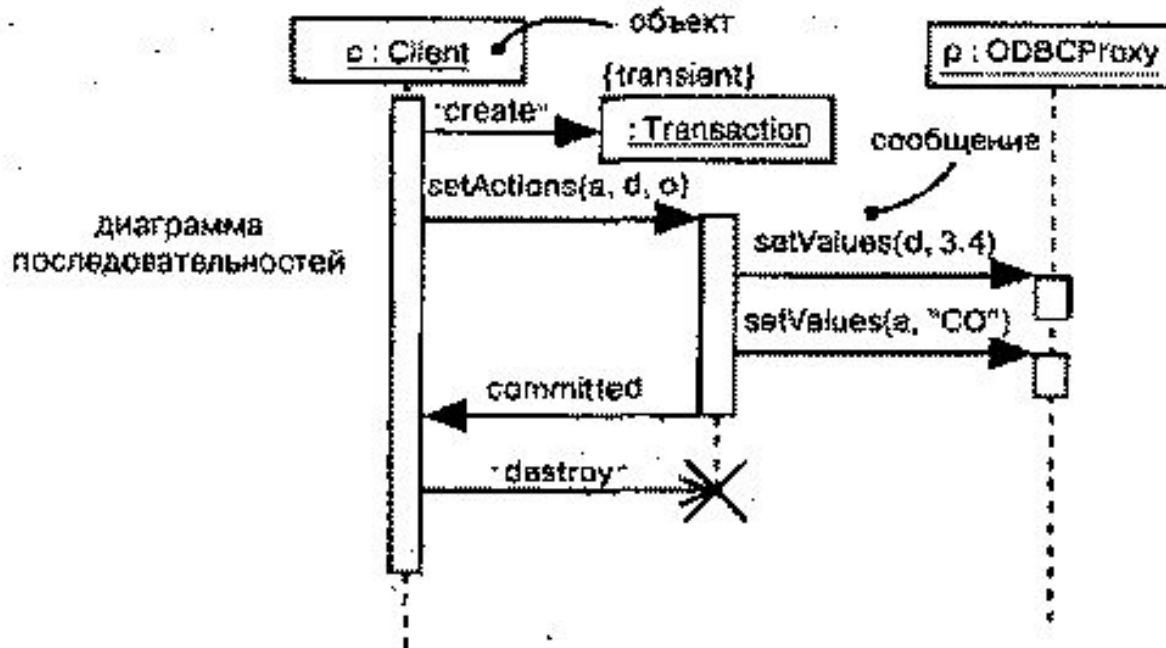 объект
c : Client
p : ODBCProxy
{transient}
"create"
: Transaction
сообщение
setActions(a, d, o)
диаграмма
последовательностей
setValues(d, 3.4)
setValues(a, "CO")
committed
"destroy"